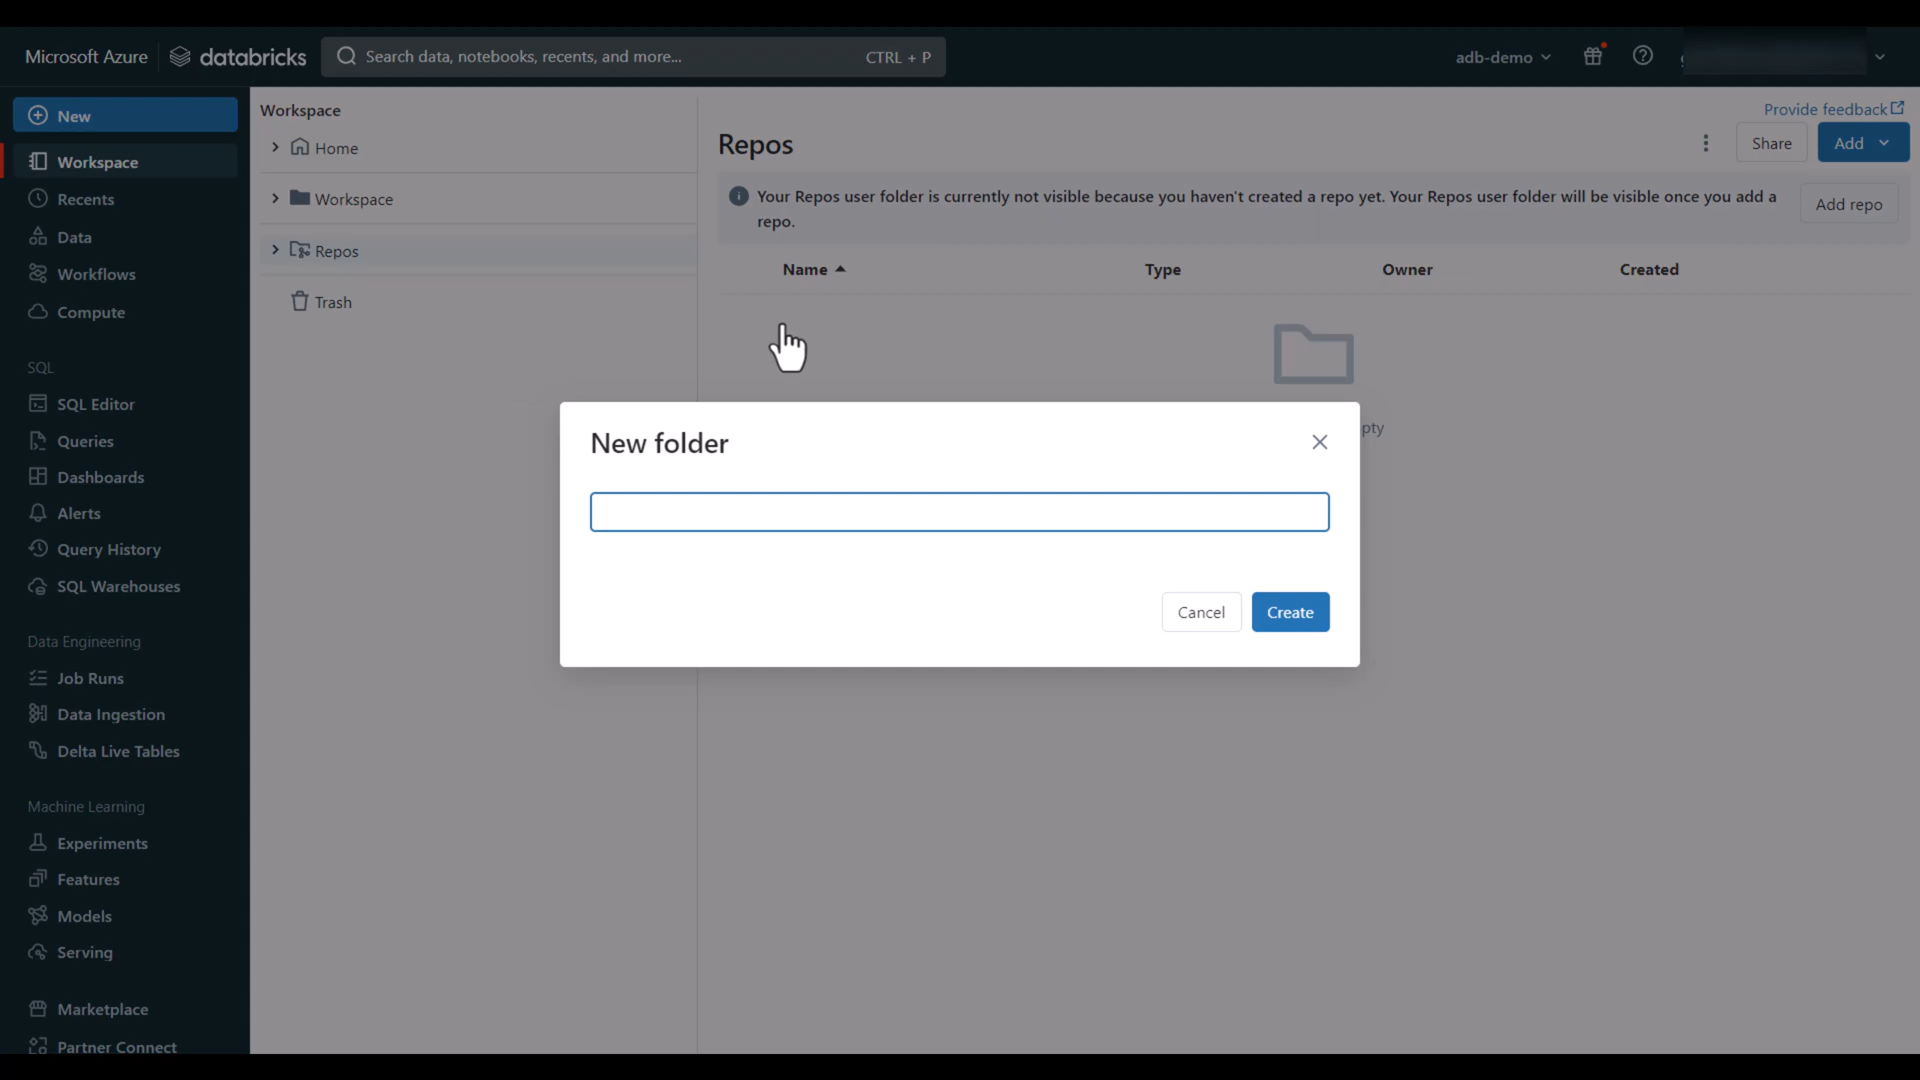 Microsoft Azure
databricks
Search data, notebooks, recents, and more...
CTRL + P
adb-demo
New
Workspace
Recents
Data
Workflows
Compute
SQL
SQL Editor
Queries
Dashboards
Alerts
Query History
SQL Warehouses
Data Engineering
Job Runs
Data Ingestion
Delta Live Tables
Machine Learning
Experiments
Features
Models
Serving
Marketplace
Partner Connect
Workspace
Home
Workspace
Repos
Trash
Provide feedback
Repos
Share
Add
Your Repos user folder is currently not visible because you haven't created a repo yet. Your Repos user folder will be visible once you add a
repo.
Add repo
Name
Type
Owner
Created
New folder
Cancel
Create